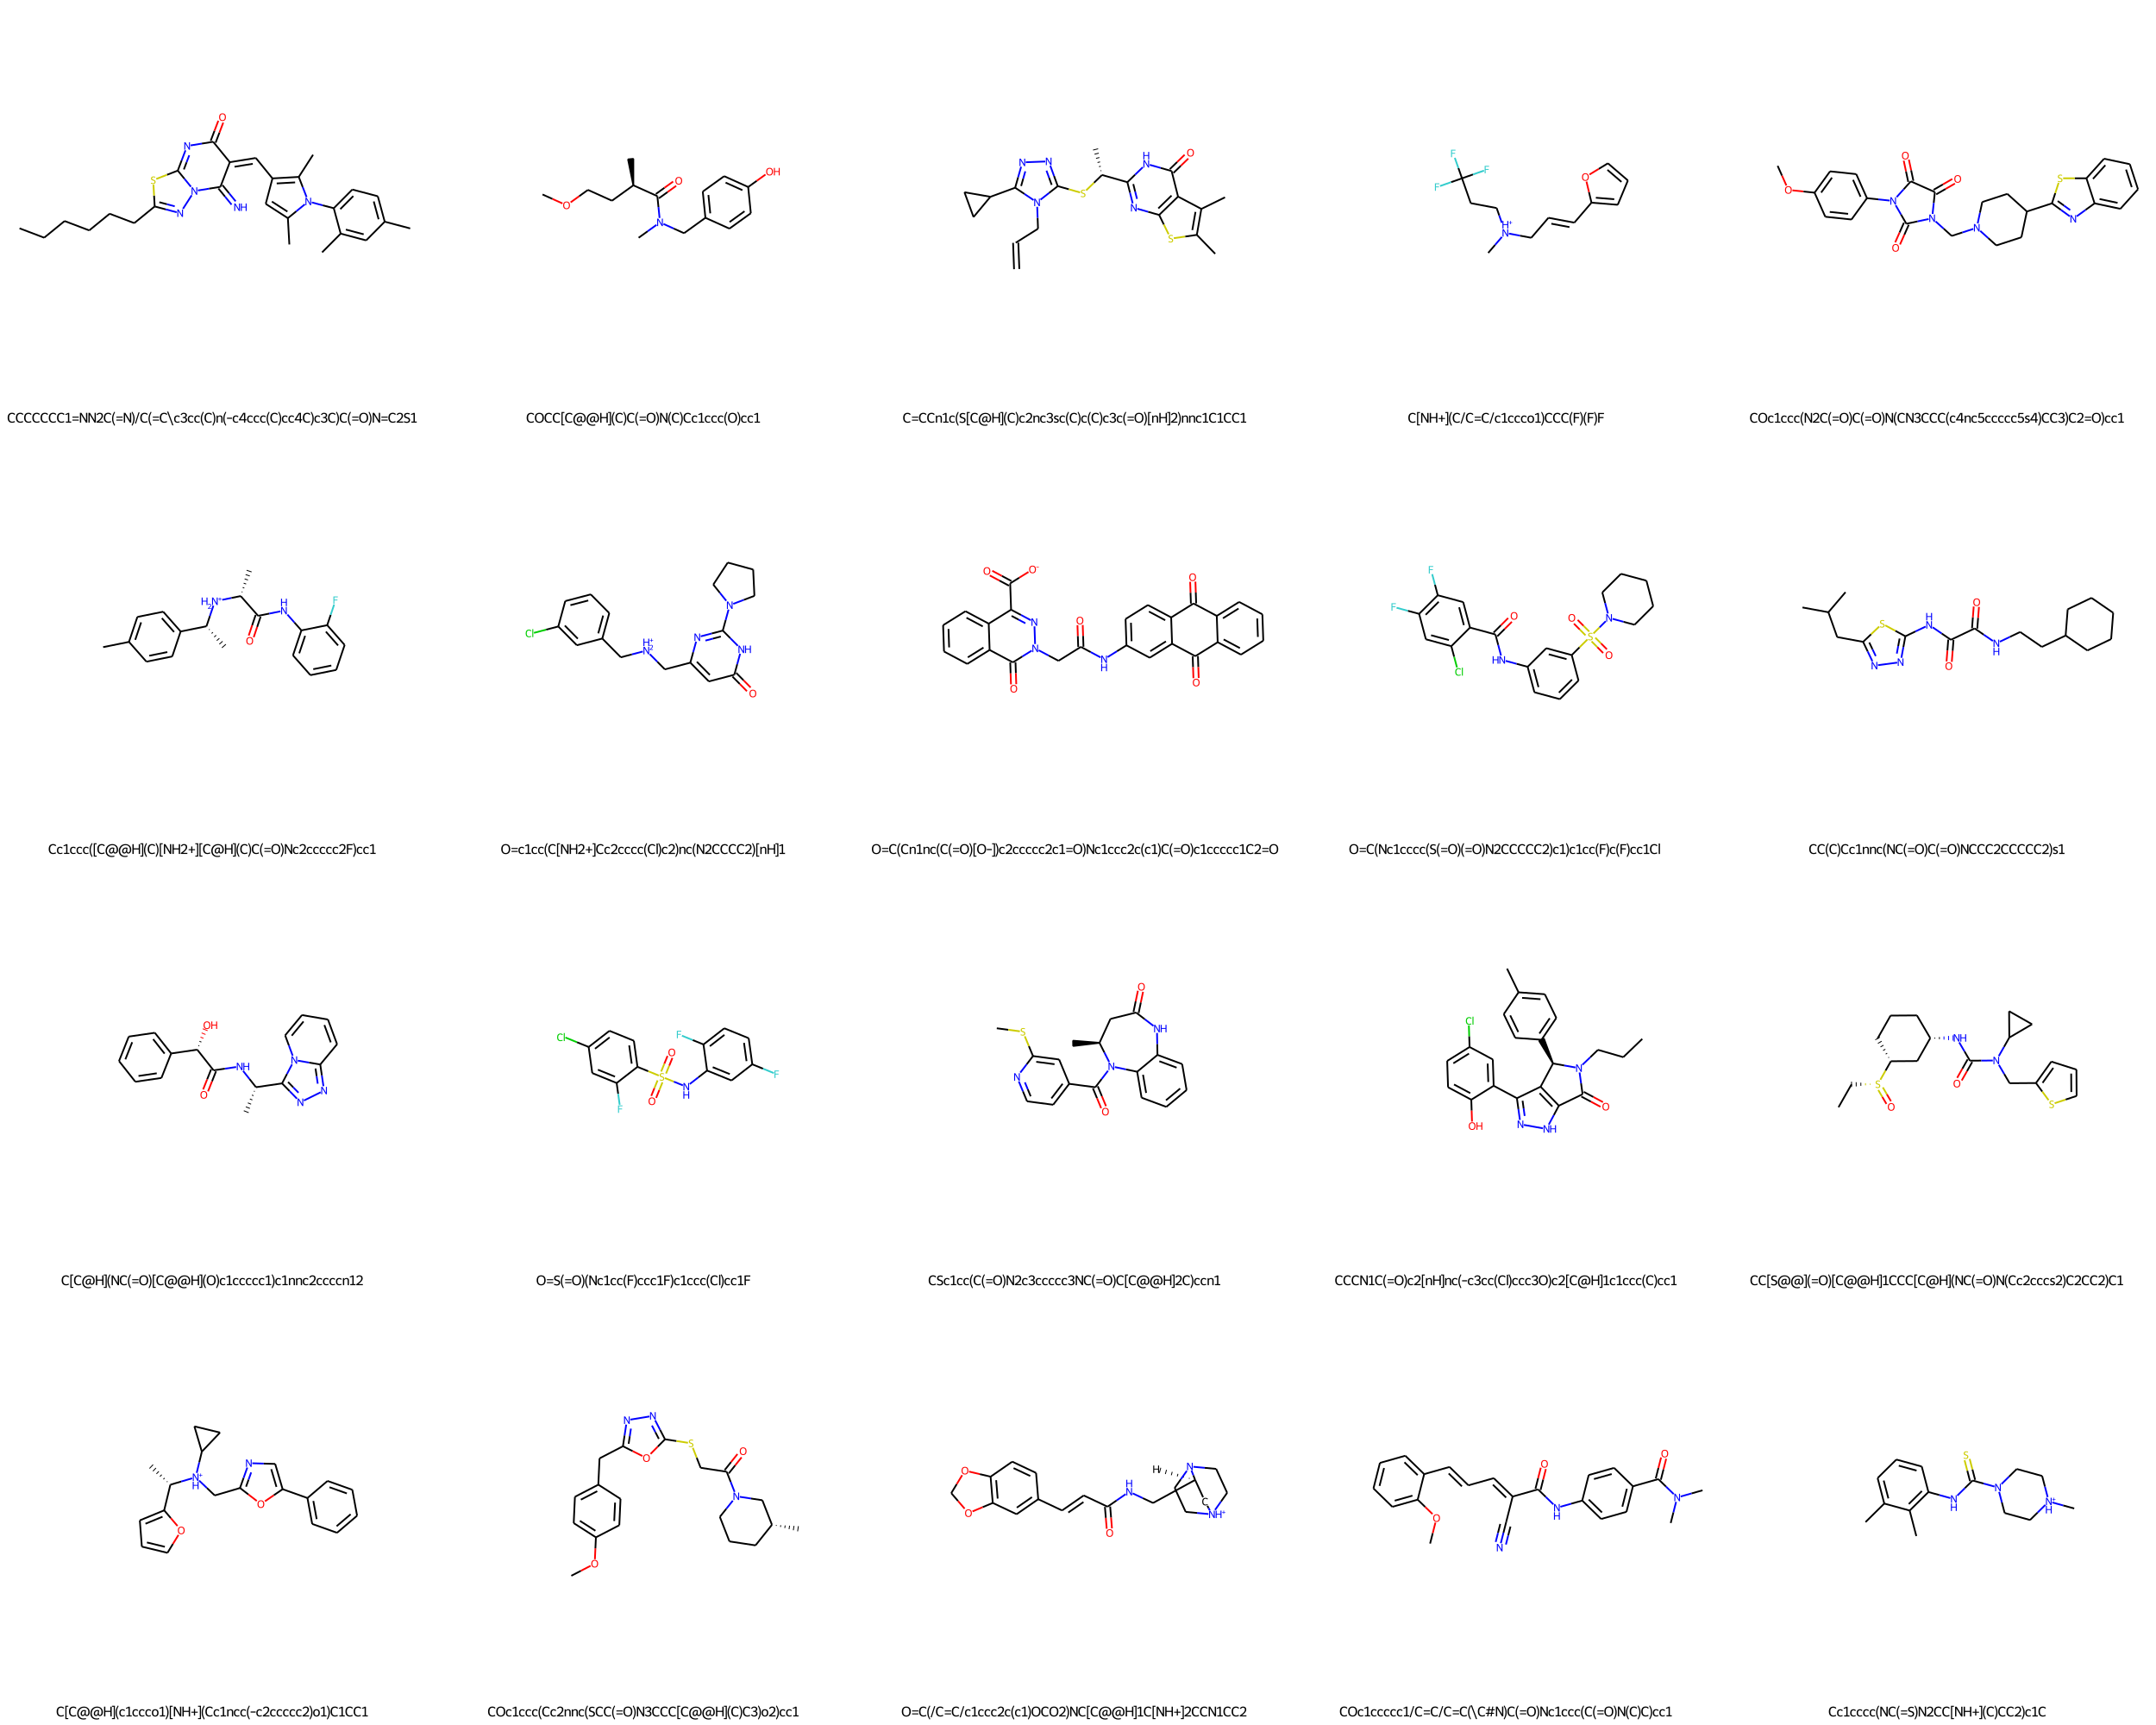 CCCCCCC1=NN2C(=N)/C(=C\c3cc(C)n(-c4ccc(C)cc4C)c3C)C(=O)N=C2S1
COCC[C@@H](C)C(=O)N(C)Cc1ccc(O)cc1
C=CCn1c(S[C@H](C)c2nc3sc(C)c(C)c3c(=O)[nH]2)nnc1C1CC1
C[NH+](C/C=C/c1ccco1)CCC(F)(F)F
COc1ccc(N2C(=O)C(=O)N(CN3CCC(c4nc5ccccc5s4)CC3)C2=O)cc1
Cc1ccc([C@@H](C)[NH2+][C@H](C)C(=O)Nc2ccccc2F)cc1
O=c1cc(C[NH2+]Cc2cccc(Cl)c2)nc(N2CCCC2)[nH]1
O=C(Cn1nc(C(=O)[O-])c2ccccc2c1=O)Nc1ccc2c(c1)C(=O)c1ccccc1C2=O
O=C(Nc1cccc(S(=O)(=O)N2CCCCC2)c1)c1cc(F)c(F)cc1Cl
CC(C)Cc1nnc(NC(=O)C(=O)NCCC2CCCCC2)s1
C[C@H](NC(=O)[C@@H](O)c1ccccc1)c1nnc2ccccn12
O=S(=O)(Nc1cc(F)ccc1F)c1ccc(Cl)cc1F
CSc1cc(C(=O)N2c3ccccc3NC(=O)C[C@@H]2C)ccn1
CCCN1C(=O)c2[nH]nc(-c3cc(Cl)ccc3O)c2[C@H]1c1ccc(C)cc1
CC[S@@](=O)[C@@H]1CCC[C@H](NC(=O)N(Cc2cccs2)C2CC2)C1
C[C@@H](c1ccco1)[NH+](Cc1ncc(-c2ccccc2)o1)C1CC1
COc1ccc(Cc2nnc(SCC(=O)N3CCC[C@@H](C)C3)o2)cc1
O=C(/C=C/c1ccc2c(c1)OCO2)NC[C@@H]1C[NH+]2CCN1CC2
COc1ccccc1/C=C/C=C(\C#N)C(=O)Nc1ccc(C(=O)N(C)C)cc1
Cc1cccc(NC(=S)N2CC[NH+](C)CC2)c1C